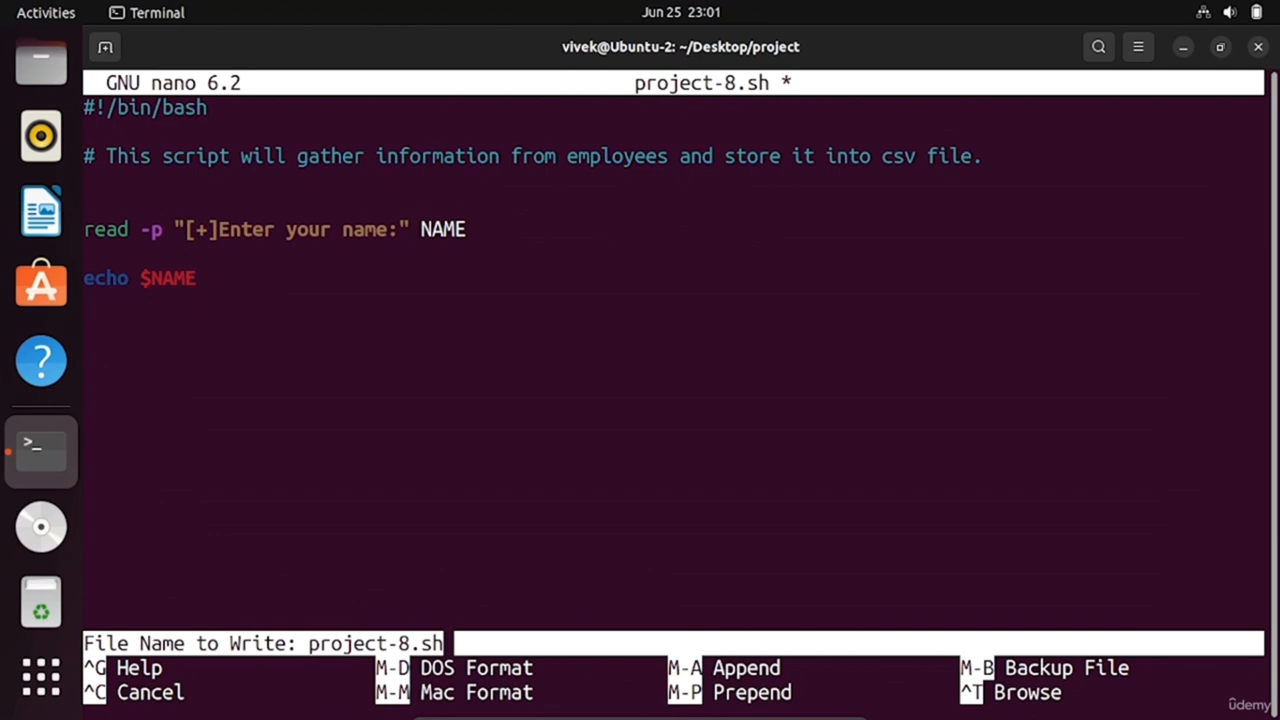 Activities Terminal Jun 25 23:01
vivek@Ubuntu-2: ~/Desktop/project
GNU nano 6.2 project-8.sh *
#!/bin/bash
# This script will gather information from employees and store it into csv file.
read -p "[+]Enter your name:" NAME
echo $NAME
>_
File Name to Write: project-8.sh
^G Help M-D DOS Format M-A Append M-B Backup File
^C Cancel M-M Mac Format M-P Prepend ^T Browse
ûdemy